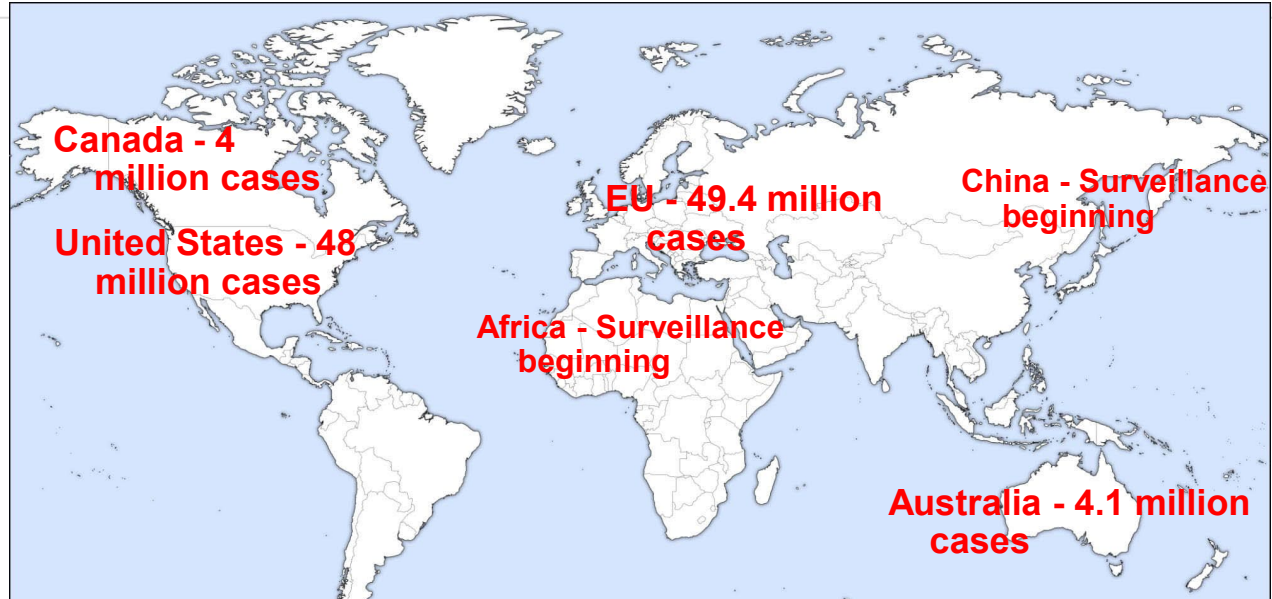 Canada - 4
million cases
United States - 48
million cases
EU - 49.4 million
cases
China - Surveillance
beginning
Africa - Surveillance
beginning
Australia - 4.1 million
cases